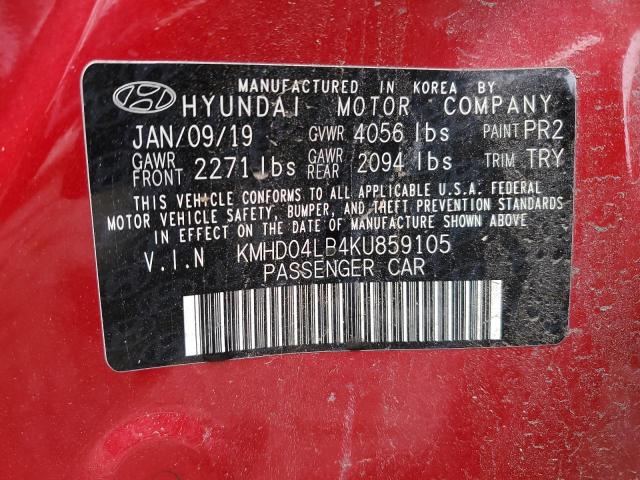 MANUFACTURED IN KOREA BY
HYUNDAI MOTOR COMPANY
JAN/09/19 GVWR 4056 lbs PAINT PR2
GAWR FRONT 2271 lbs GAWR REAR 2094 lbs TRIM TRY
THIS VEHICLE CONFORMS TO ALL APPLICABLE U.S.A. FEDERAL
MOTOR VEHICLE SAFETY, BUMPER, AND THEFT PREVENTION STANDARDS
IN EFFECT ON THE DATE OF MANUFACTURE SHOWN ABOVE.
V.I.N KMHD04LB4KU859105
PASSENGER CAR